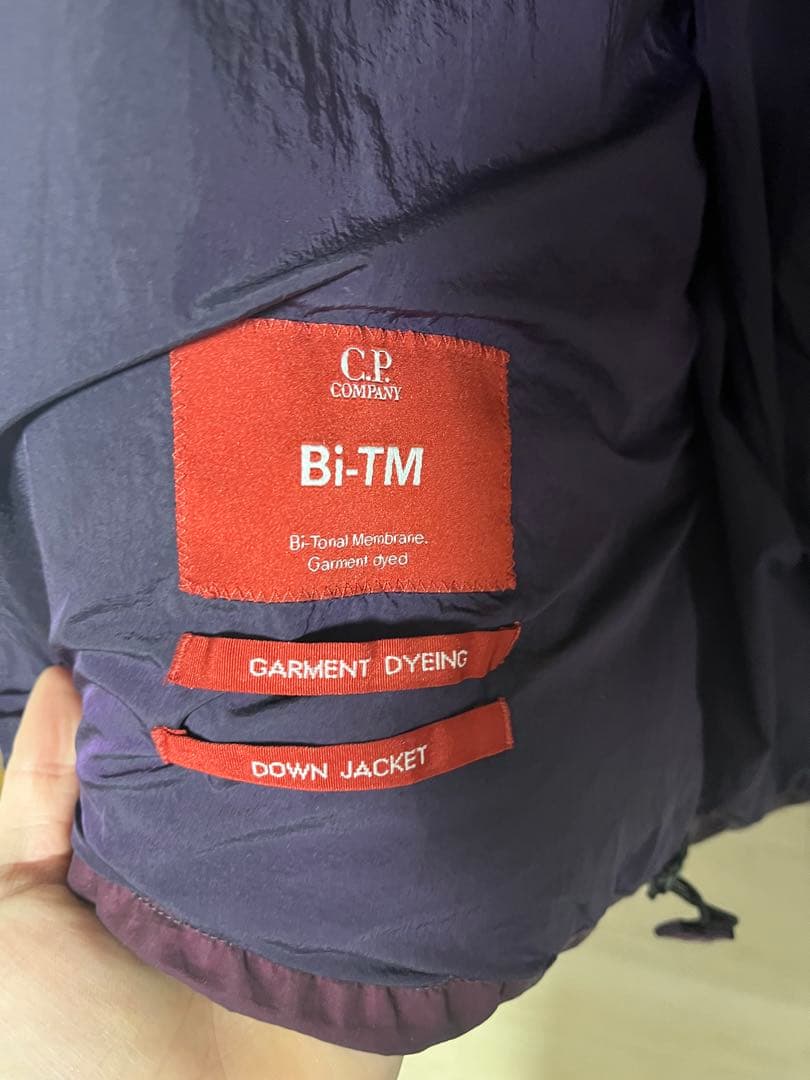 C.P.
COMPANY
Bi-TM
Bi-Tonal Membrane.
Garment dyed
GARMENT DYEING
DOWN JACKET